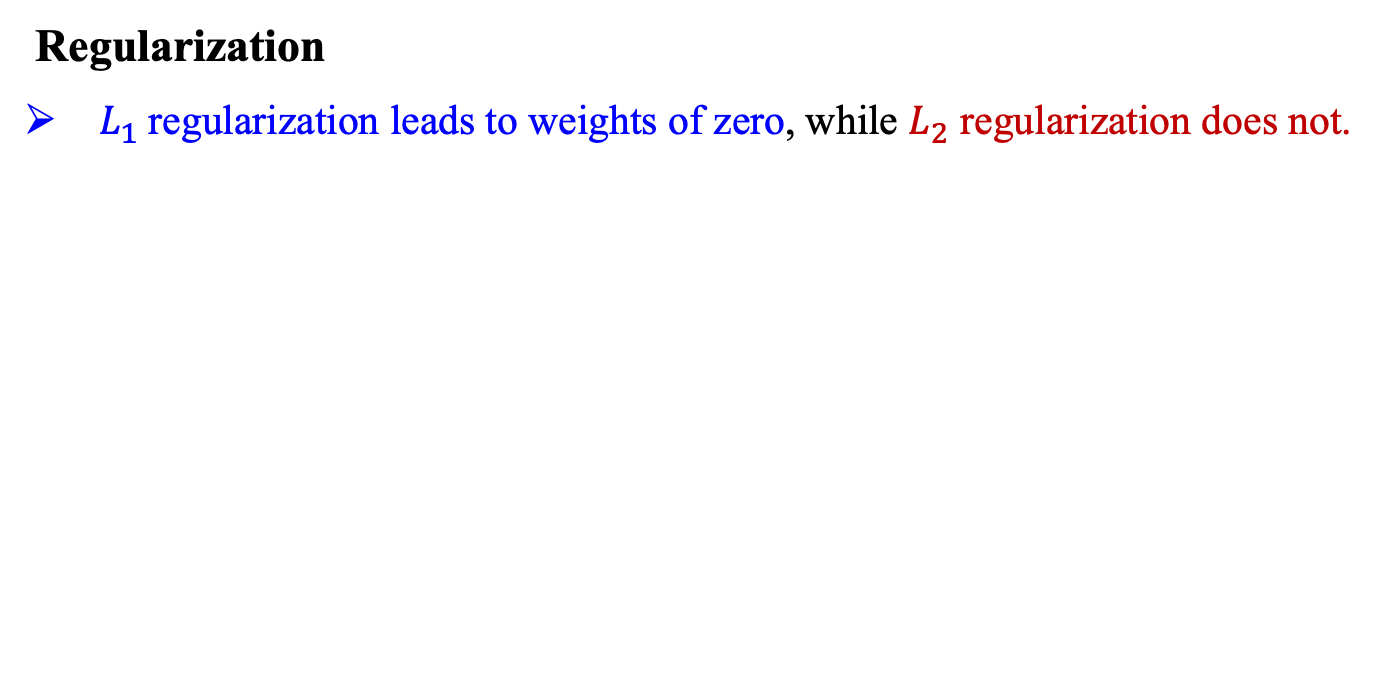 Regularization
➢ L₁ regularization leads to weights of zero, while L₂ regularization does not.